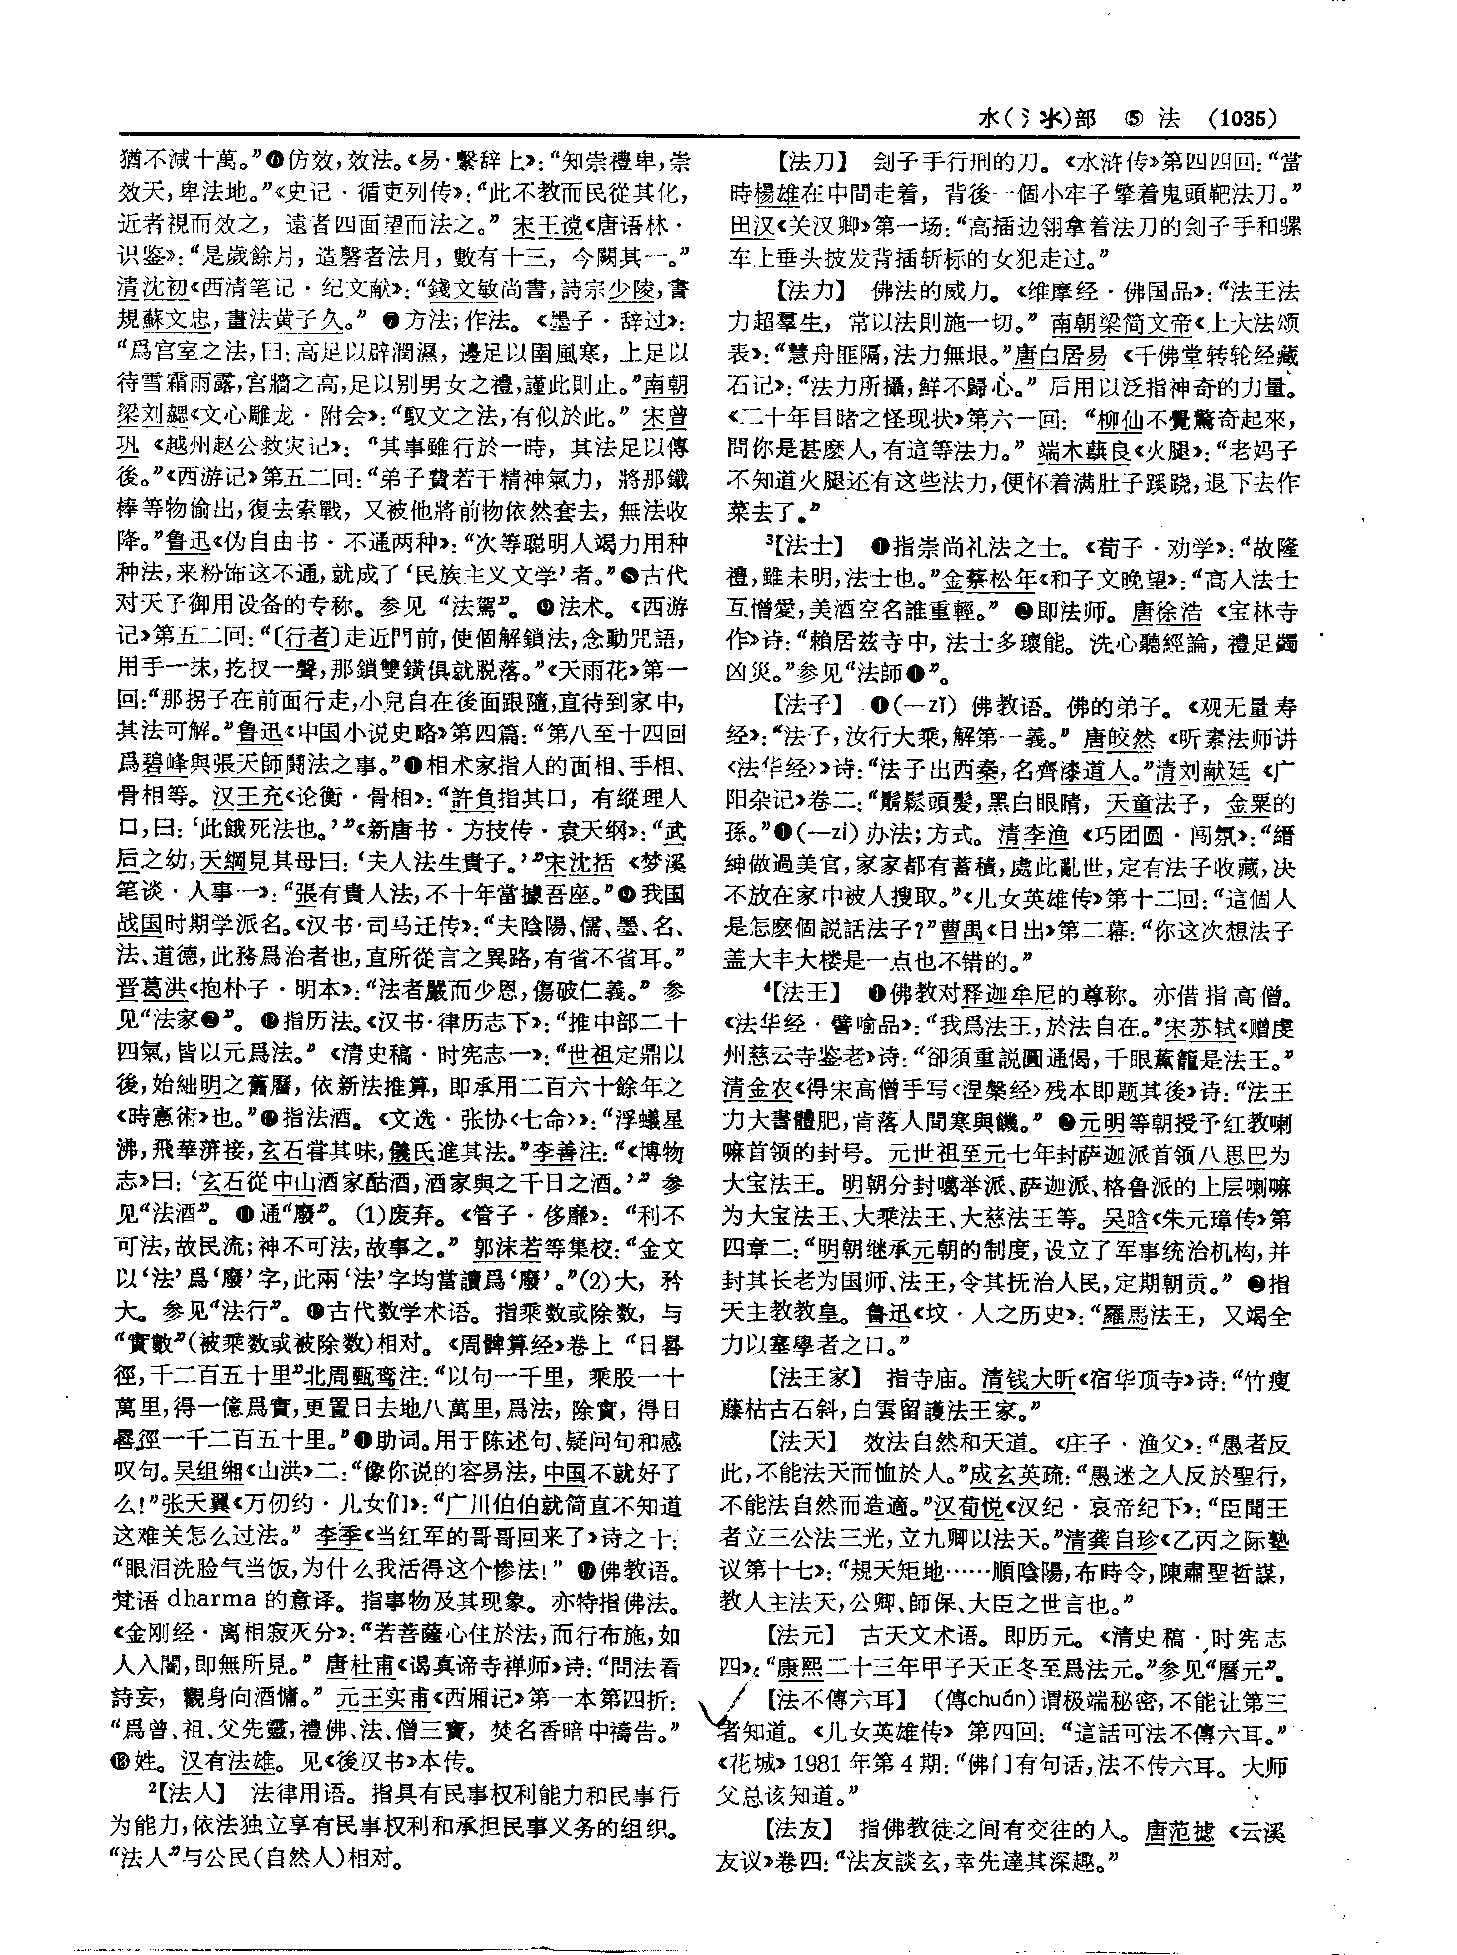 水(氵氺)部 ⑤ 法 (1035)
猶不減十萬。”❻仿效,效法。《易·繫辞上》:“知崇禮卑,崇
效天,卑法地。”《史记·循吏列传》:“此不教而民從其化,
近者視而效之，遠者四面望而法之。”宋王谠《唐语林·
识鉴》:“是歲餘月，造磬者法月，數有十三，今闕其一。”
清沈初《西清笔记·纪文献》:“錢文敏尚書,詩宗少陵,書
規蘇文忠,畫法黄子久。”❼方法;作法。《墨子·辞过》:
“爲宫室之法,曰:高足以辟潤濕，邊足以圉風寒，上足以
待雪霜雨露,宫牆之高,足以别男女之禮,謹此則止。”南朝
梁刘勰《文心雕龙·附会》:“馭文之法,有似於此。”宋曾
巩《越州赵公救灾记》:“其事雖行於一時，其法足以傳
後。”《西游记》第五二回:“弟子費若干精神氣力，將那鐵
棒等物偷出,復去索戰，又被他將前物依然套去，無法收
降。”鲁迅《伪自由书·不通两种》:“次等聪明人竭力用种
种法,来粉饰这不通,就成了‘民族主义文学’者。”❽古代
对天子御用设备的专称。参见“法駕”。❾法术。《西游
记》第五二回:“〔行者〕走近門前,使個解鎖法,念動咒語,
用手一抹,扢扠一聲,那鎖雙鐄俱就脱落。”《天雨花》第一
回:“那拐子在前面行走,小兒自在後面跟隨,直待到家中,
其法可解。”鲁迅《中国小说史略》第四篇:“第八至十四回
爲碧峰與張天師鬭法之事。”❿相术家指人的面相、手相、
骨相等。汉王充《论衡·骨相》:“許負指其口，有縱理人
口,曰:‘此餓死法也。’”《新唐书·方技传·袁天纲》:“武
后之幼,天綱見其母曰:‘夫人法生貴子。’”宋沈括《梦溪
笔谈·人事一》:“張有貴人法,不十年當據吾座。”⓫我国
战国时期学派名。《汉书·司马迁传》:“夫陰陽、儒、墨、名、
法、道德,此務爲治者也,直所從言之異路,有省不省耳。”
晋葛洪《抱朴子·明本》:“法者嚴而少恩,傷破仁義。”参
见“法家❷”。⓬指历法。《汉书·律历志下》:“推中部二十
四氣,皆以元爲法。”《清史稿·时宪志一》:“世祖定鼎以
後,始絀明之舊曆，依新法推算，即承用二百六十餘年之
《時憲術》也。”⓭指法酒。《文选·张协〈七命〉》:“浮蟻星
沸,飛華蓱接,玄石嘗其味,儀氏進其法。”李善注:“《博物
志》曰:‘玄石從中山酒家酤酒,酒家與之千日之酒。’”参
见“法酒”。⓮通“廢”。(1)废弃。《管子·侈靡》:“利不
可法,故民流;神不可法,故事之。”郭沫若等集校:“金文
以‘法’爲‘廢’字,此兩‘法’字均當讀爲‘廢’。”(2)大，矜
大。参见“法行”。⓯古代数学术语。指乘数或除数，与
“實數”(被乘数或被除数)相对。《周髀算经》卷上“日晷
徑,千二百五十里”北周甄鸾注:“以句一千里，乘股一十
萬里,得一億爲實,更置日去地八萬里,爲法，除實，得日
晷徑一千二百五十里。”⓰助词。用于陈述句、疑问句和感
叹句。吴组缃《山洪》二:“像你说的容易法,中国不就好了
么!”张天翼《万仞约·儿女们》:“广川伯伯就简直不知道
这难关怎么过法。”李季《当红军的哥哥回来了》诗之十:
“眼泪洗脸气当饭,为什么我活得这个惨法!”⓱佛教语。
梵语 dharma 的意译。指事物及其现象。亦特指佛法。
《金刚经·离相寂灭分》:“若菩薩心住於法,而行布施,如
人入闇,即無所見。”唐杜甫《谒真谛寺禅师》诗:“問法看
詩妄，觀身向酒慵。”元王实甫《西厢记》第一本第四折:
“爲曾、祖、父先靈,禮佛、法、僧三寳，焚名香暗中禱告。”
⓲姓。汉有法雄。见《後汉书》本传。
²【法人】 法律用语。指具有民事权利能力和民事行
为能力,依法独立享有民事权利和承担民事义务的组织。
“法人”与公民(自然人)相对。
【法刀】 刽子手行刑的刀。《水浒传》第四四回:“當
時楊雄在中間走着，背後一個小牢子擎着鬼頭靶法刀。”
田汉《关汉卿》第一场:“高插边翎拿着法刀的刽子手和骡
车上垂头披发背插斩标的女犯走过。”
【法力】 佛法的威力。《维摩经·佛国品》:“法王法
力超羣生，常以法則施一切。”南朝梁简文帝《上大法颂
表》:“慧舟匪隔,法力無垠。”唐白居易《千佛堂转轮经藏
石记》:“法力所攝,鮮不歸心。”后用以泛指神奇的力量。
《二十年目睹之怪现状》第六一回:“柳仙不覺驚奇起來,
問你是甚麽人,有這等法力。”端木蕻良《火腿》:“老妈子
不知道火腿还有这些法力,便怀着满肚子蹊跷,退下去作
菜去了。”
³【法士】 ❶指崇尚礼法之士。《荀子·劝学》:“故隆
禮,雖未明,法士也。”金蔡松年《和子文晚望》:“高人法士
互憎愛,美酒空名誰重輕。”❷即法师。唐徐浩《宝林寺
作》诗:“賴居兹寺中，法士多瓌能。洗心聽經論，禮足蠲
凶災。”参见“法師❶”。
【法子】 ❶(—zǐ) 佛教语。佛的弟子。《观无量寿
经》:“法子,汝行大乘,解第一義。”唐皎然《听素法师讲
〈法华经〉》诗:“法子出西秦,名齊漆道人。”清刘献廷《广
阳杂记》卷二:“鬅鬆頭髮,黑白眼睛，天童法子，金粟的
孫。”❷(—zi) 办法;方式。清李渔《巧团圆·闯氛》:“縉
紳做過美官,家家都有蓄積,處此亂世,定有法子收藏,决
不放在家中被人搜取。”《儿女英雄传》第十二回:“這個人
是怎麽個説話法子?”曹禺《日出》第二幕:“你这次想法子
盖大丰大楼是一点也不错的。”
⁴【法王】 ❶佛教对释迦牟尼的尊称。亦借指高僧。
《法华经·譬喻品》:“我爲法王,於法自在。”宋苏轼《赠虔
州慈云寺鉴老》诗:“卻須重説圓通偈,千眼薰籠是法王。”
清金农《得宋高僧手写〈涅槃经〉残本即题其後》诗:“法王
力大書體肥,肯落人間寒與饑。”❷元明等朝授予红教喇
嘛首领的封号。元世祖至元七年封萨迦派首领八思巴为
大宝法王。明朝分封噶举派、萨迦派、格鲁派的上层喇嘛
为大宝法王、大乘法王、大慈法王等。吴晗《朱元璋传》第
四章二:“明朝继承元朝的制度,设立了军事统治机构,并
封其长老为国师、法王,令其抚治人民,定期朝贡。”❸指
天主教教皇。鲁迅《坟·人之历史》:“羅馬法王，又竭全
力以塞學者之口。”
【法王家】 指寺庙。清钱大昕《宿华顶寺》诗:“竹瘦
藤枯古石斜,白雲留護法王家。”
【法天】 效法自然和天道。《庄子·渔父》:“愚者反
此,不能法天而恤於人。”成玄英疏:“愚迷之人反於聖行,
不能法自然而造適。”汉荀悦《汉纪·哀帝纪下》:“臣聞王
者立三公法三光,立九卿以法天。”清龚自珍《乙丙之际塾
议第十七》:“規天矩地……順陰陽,布時令,陳肅聖哲謀,
教人主法天,公卿、師保、大臣之世言也。”
【法元】 古天文术语。即历元。《清史稿·时宪志
四》:“康熙二十三年甲子天正冬至爲法元。”参见“曆元”。
【法不傳六耳】 (傳chuán)谓极端秘密,不能让第三
者知道。《儿女英雄传》第四回:“這話可法不傳六耳。”
《花城》1981年第4期:“佛门有句话,法不传六耳。大师
父总该知道。”
【法友】 指佛教徒之间有交往的人。唐范摅《云溪
友议》卷四:“法友談玄,幸先達其深趣。”